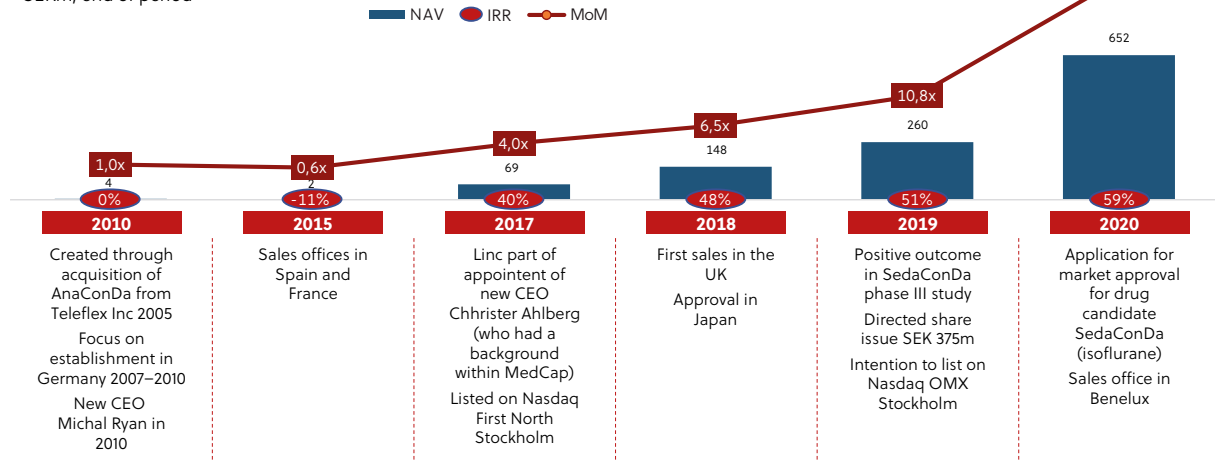 NAV IRR MoM
652
10,8x
260
6,5x
148
4,0x
69
1,0x
4
0,6x
2
0% -11% 40% 48% 51% 59%
2010 2015 2017 2018 2019 2020
Created through
acquisition of
AnaConDa from
Teleflex Inc 2005
Focus on
establishment in
Germany 2007–2010
New CEO
Michal Ryan in
2010
Sales offices in
Spain and
France
Linc part of
appointent of
new CEO
Chhrister Ahlberg
(who had a
background
within MedCap)
Listed on Nasdaq
First North
Stockholm
First sales in the
UK
Approval in
Japan
Positive outcome
in SedaConDa
phase III study
Directed share
issue SEK 375m
Intention to list on
Nasdaq OMX
Stockholm
Application for
market approval
for drug
candidate
SedaConDa
(isoflurane)
Sales office in
Benelux